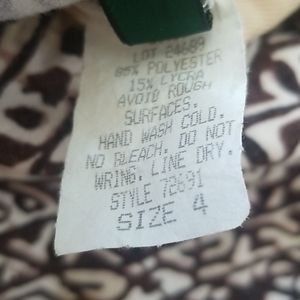 LOT 24689
85% POLYESTER
15% LYCRA
AVOID ROUGH
SURFACES.
HAND WASH COLD.
NO BLEACH. DO NOT
WRING. LINE DRY.
STYLE 72691
SIZE 4